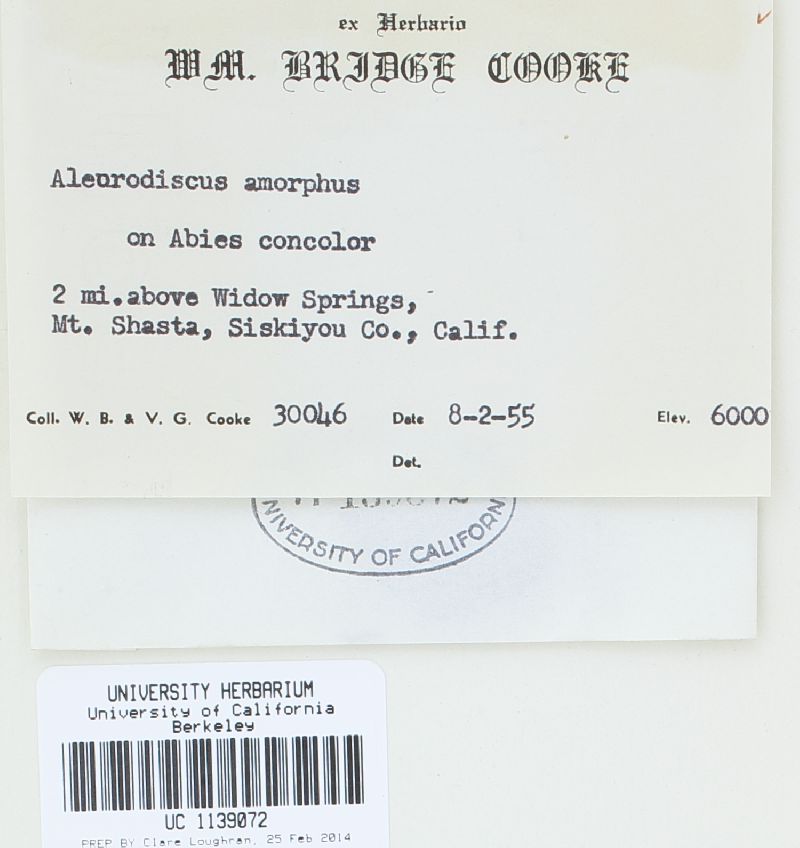 ex Herbario
WM. BRIDGE COOKE
Aleurodiscus amorphus
on Abies concolor
2 mi.above Widow Springs,
Mt. Shasta, Siskiyou Co., Calif.
Coll. W. B. & V. G. Cooke 30046 Date 8-2-55 Elev. 6000
Det.
UNIVERSITY OF CALIFORN
UNIVERSITY HERBARIUM
University of California
Berkeley
UC 1139072
PREP BY Clare Loughran, 25 Feb 2014